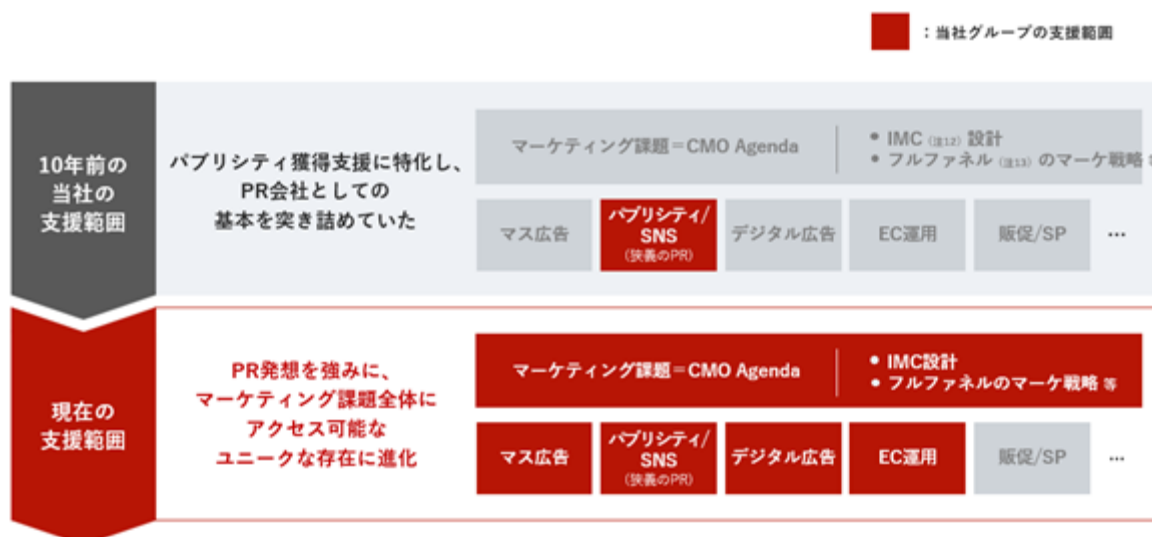 ：当社グループの支援範囲
10年前の
当社の
支援範囲
パブリシティ獲得支援に特化し、
PR会社としての
基本を突き詰めていた
マーケティング課題＝CMO Agenda
• IMC (注12) 設計
• フルファネル (注13) のマーケ戦略 等
マス広告
パブリシティ/
SNS
(狭義のPR)
デジタル広告
EC運用
販促/SP
…
現在の
支援範囲
PR発想を強みに、
マーケティング課題全体に
アクセス可能な
ユニークな存在に進化
マーケティング課題＝CMO Agenda
• IMC設計
• フルファネルのマーケ戦略 等
マス広告
パブリシティ/
SNS
(狭義のPR)
デジタル広告
EC運用
販促/SP
…